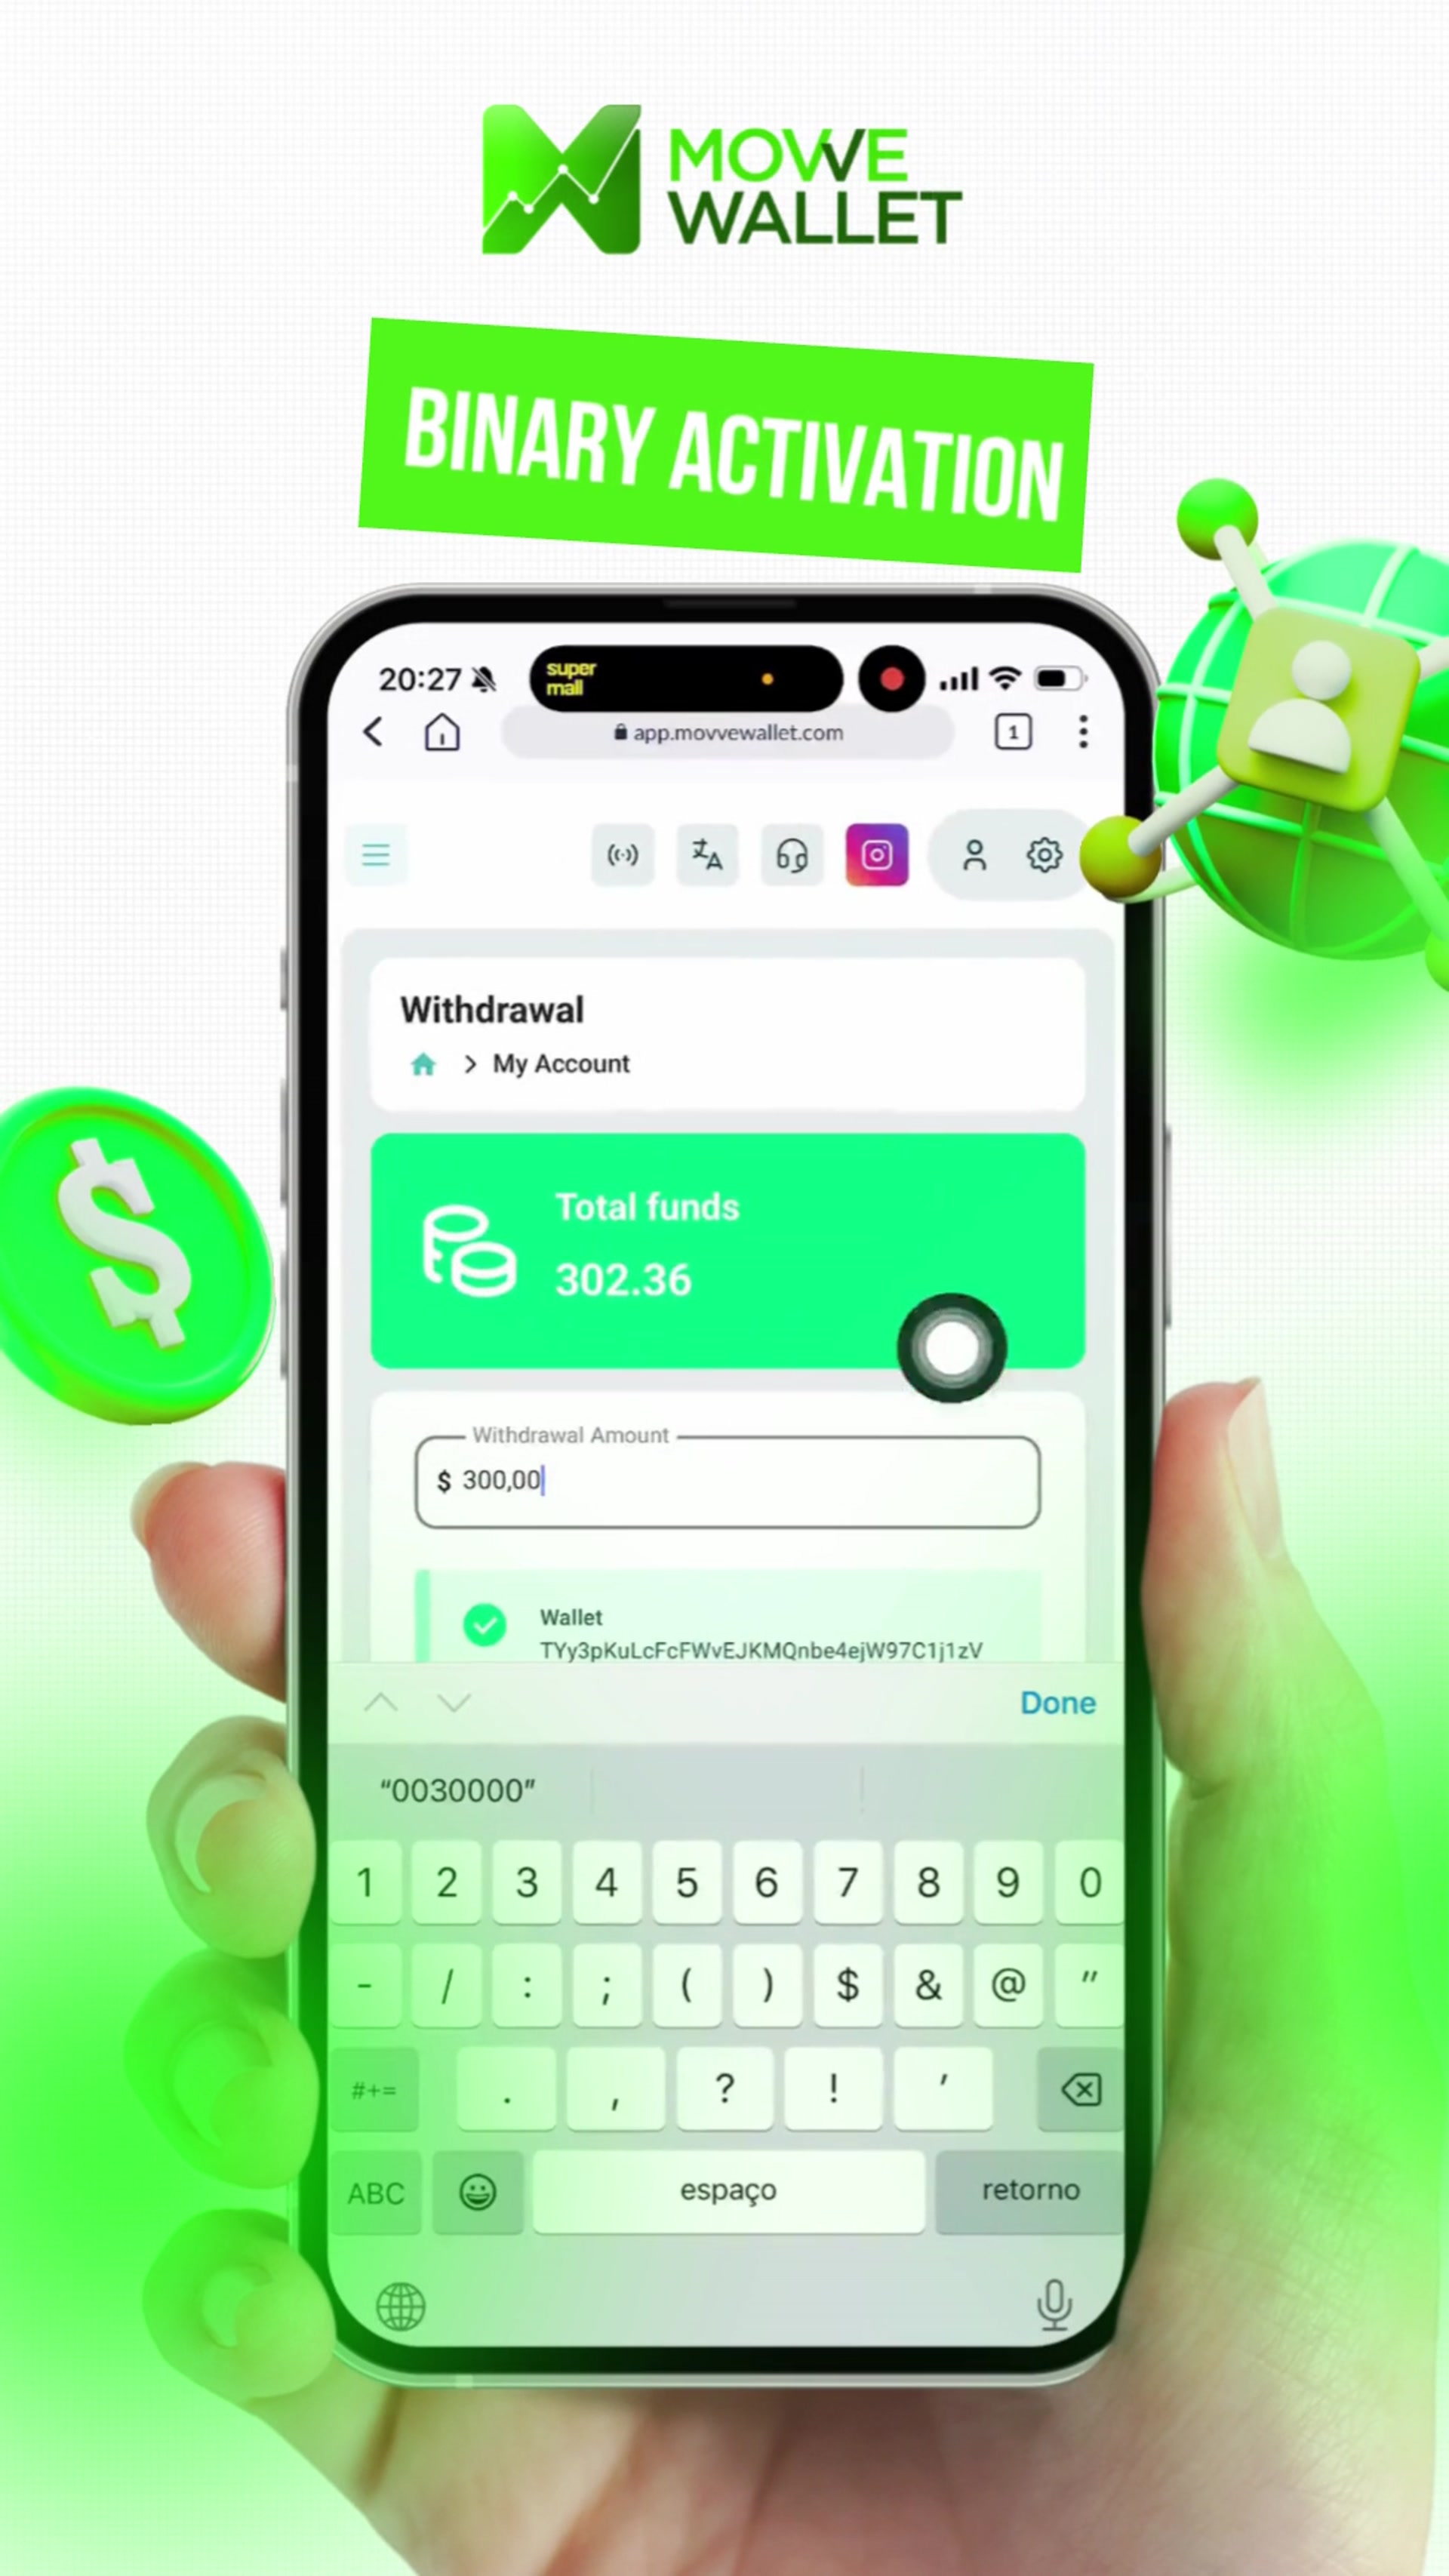 MOVVE
WALLET
BINARY ACTIVATION
20:27
super
mall
app.movvewallet.com
1
Withdrawal
My Account
Total funds
302.36
Withdrawal Amount
$ 300,00
Wallet
TYy3pKuLcFcFWvEJKMQnbe4ejW97C1j1zV
Done
“0030000”
1 2 3 4 5 6 7 8 9 0
- / : ; ( ) $ & @ "
#+= . , ? ! '
ABC espaço retorno
$